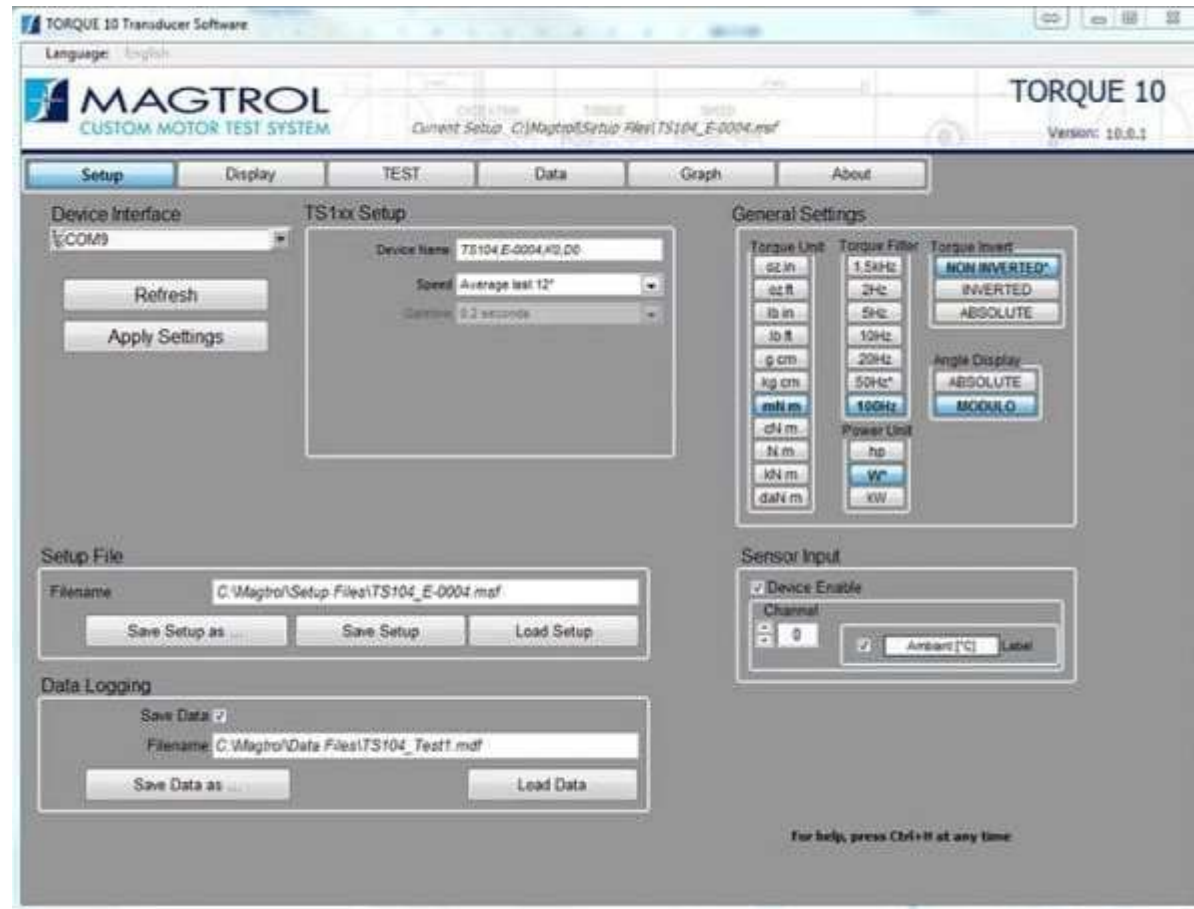 TORQUE 10 Transducer Software
Language English
MAGTROL
CUSTOM MOTOR TEST SYSTEM
Current Setup C:\Magtrol\Setup Files\TS104_E-0004.msf
TORQUE 10
Version: 10.0.1
Setup Display TEST Data Graph About
Device Interface
COM9
Refresh
Apply Settings
TS1xx Setup
Device Name TS104,E-0004,K0,D0
Speed Average last 12*
0.2 seconds
General Settings
Torque Unit
oz.in
oz.ft
lb in
lb ft
g cm
kg cm
mN m
cN m
N m
kN m
daN m
Torque Filter
1.5kHz
2Hz
5Hz
10Hz
20Hz
50Hz*
100Hz
Power Unit
hp
W*
kW
Torque Invert
NON INVERTED*
INVERTED
ABSOLUTE
Angle Display
ABSOLUTE
MODULO
Setup File
Filename C:\Magtrol\Setup Files\TS104_E-0004.msf
Save Setup as ... Save Setup Load Setup
Sensor Input
Device Enable
Channel
0
Ambiant [°C] Label
Data Logging
Save Data
Filename C:\Magtrol\Data Files\TS104_Test1.mdf
Save Data as ... Load Data
For help, press Ctrl+H at any time